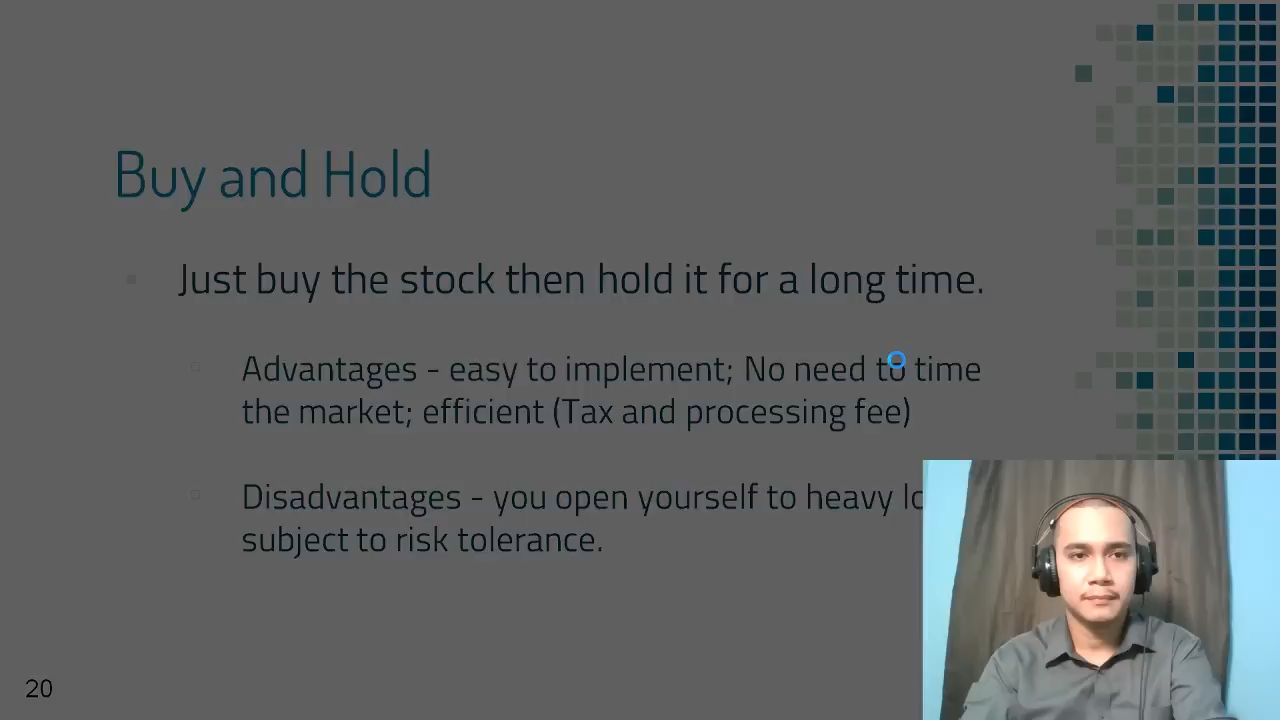 Buy and Hold
Just buy the stock then hold it for a long time.
Advantages - easy to implement; No need to time
the market; efficient (Tax and processing fee)
Disadvantages - you open yourself to heavy
subject to risk tolerance.
20